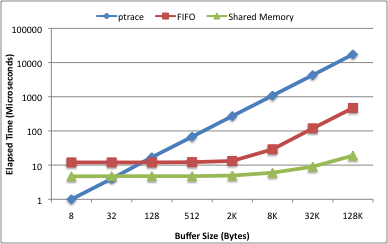 ptrace FIFO Shared Memory
100000
10000
1000
100
10
1
Elapsed Time (Microseconds)
8 32 128 512 2K 8K 32K 128K
Buffer Size (Bytes)